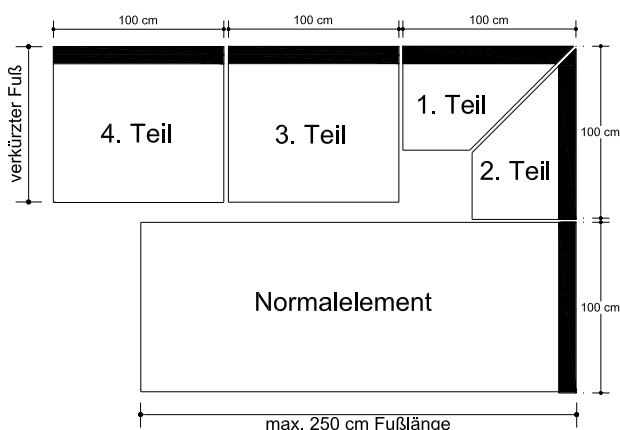 100 cm
100 cm
100 cm
verkürzter Fuß
4. Teil
3. Teil
1. Teil
2. Teil
100 cm
Normalelement
100 cm
max. 250 cm Fußlänge